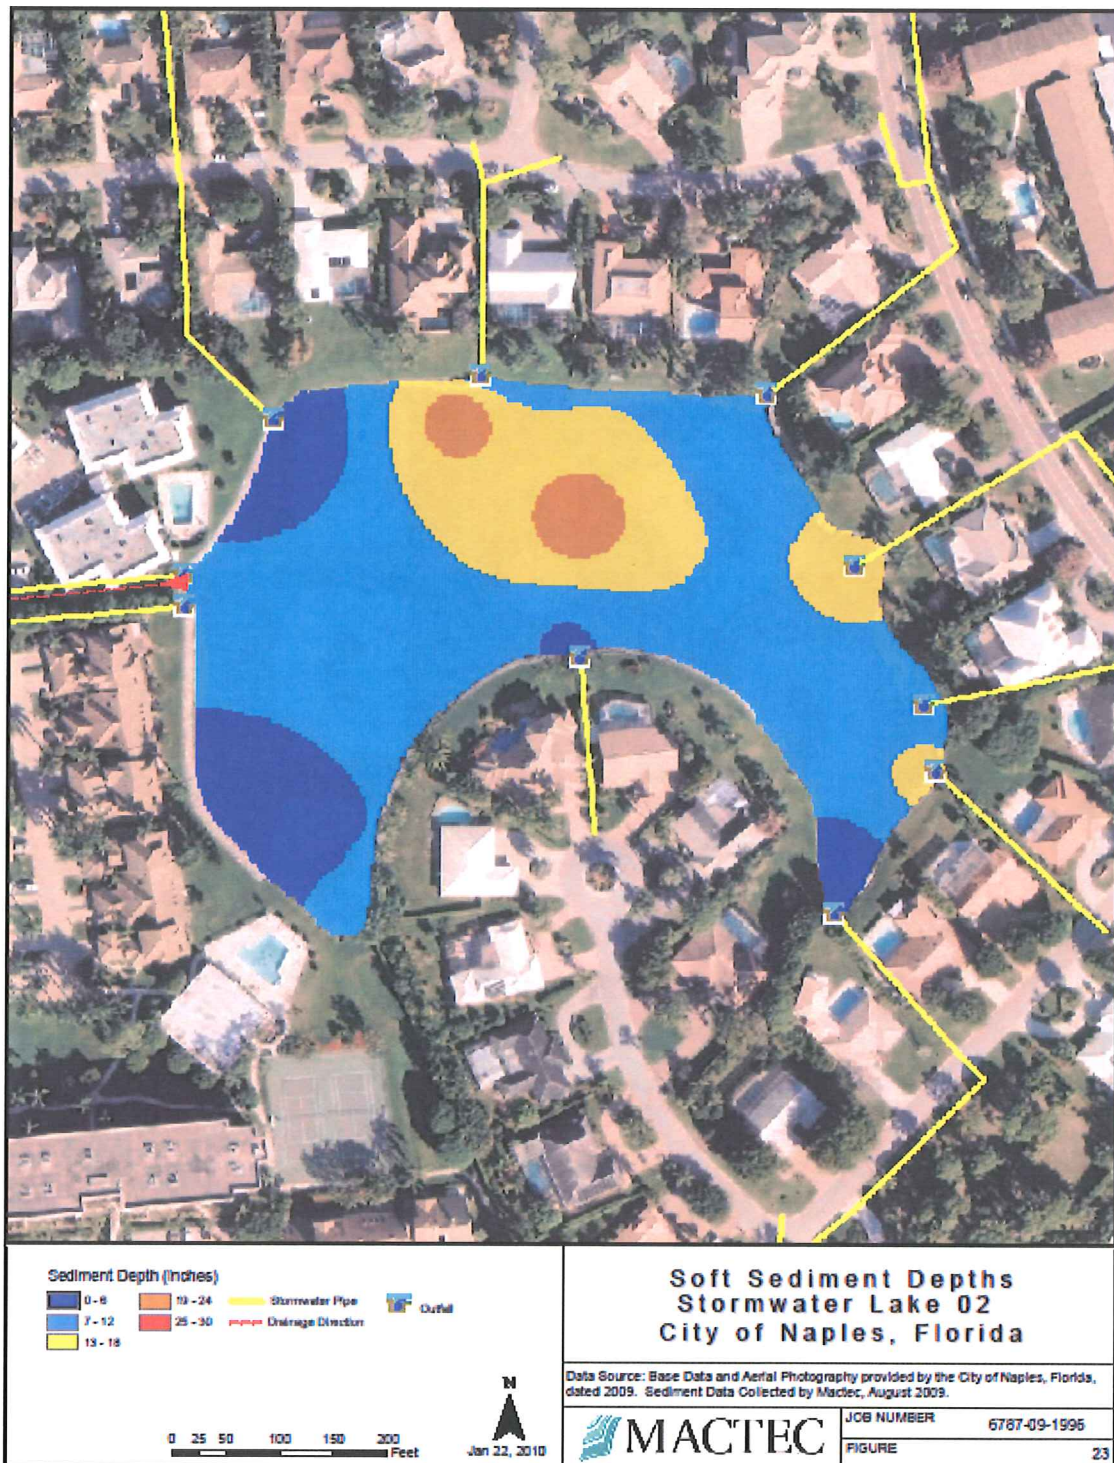 Sediment Depth (Inches)
0 - 6
7 - 12
13 - 18
19 - 24
25 - 30
Stormwater Pipe
Drainage Direction
Outfall
0 25 50 100 150 200
Feet
N
Jan 22, 2010
Soft Sediment Depths
Stormwater Lake 02
City of Naples, Florida
Data Source: Base Data and Aerial Photography provided by the City of Naples, Florida,
dated 2009. Sediment Data Collected by Mactec, August 2009.
MACTEC
JOB NUMBER 6787-09-1996
FIGURE 23